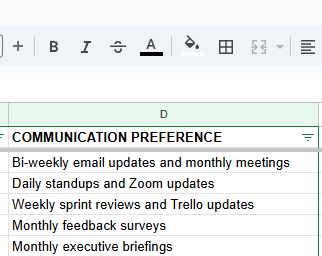 B I S A
D
COMMUNICATION PREFERENCE
Bi-weekly email updates and monthly meetings
Daily standups and Zoom updates
Weekly sprint reviews and Trello updates
Monthly feedback surveys
Monthly executive briefings